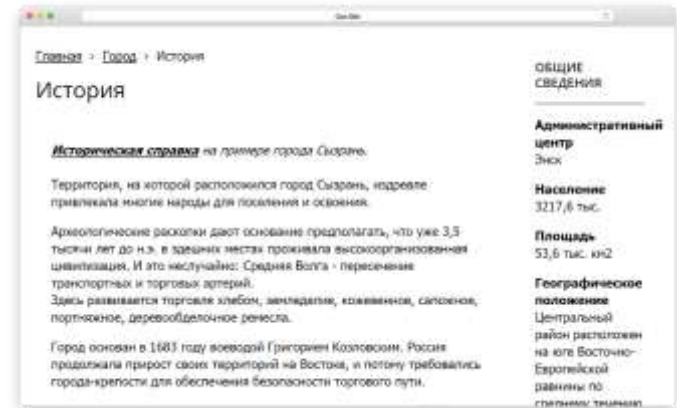 Главная > Город > История
История
Историческая справка на примере города Сызрань.
Территория, на которой расположился город Сызрань, издревле
привлекала многие народы для поселения и освоения.
Археологические раскопки дают основание предполагать, что уже 3,5
тысячи лет до н.э. в здешних местах проживала высокоорганизованная
цивилизация. И это неслучайно: Средняя Волга - пересечение
транспортных и торговых артерий.
Здесь развивается торговля хлебом, земледелие, кожевенное, сапожное,
портняжное, деревообделочное ремесла.
Город основан в 1683 году воеводой Григорием Козловским. Россия
продолжала прирост своих территорий на Востоке, и потому требовались
города-крепости для обеспечения безопасности торгового пути.
ОБЩИЕ
СВЕДЕНИЯ
Административный
центр
Энск
Население
3217,6 тыс.
Площадь
53,6 тыс. км2
Географическое
положение
Центральный
район расположен
на юге Восточно-
Европейской
равнины по
среднему течению